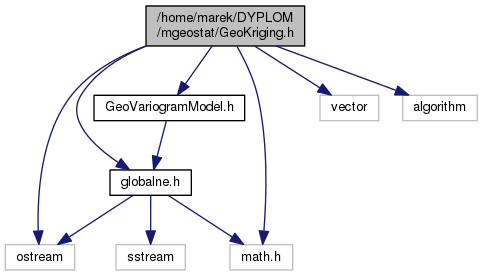 /home/marek/DYPLOM
/mgeostat/GeoKriging.h
GeoVariogramModel.h
vector
algorithm
globalne.h
ostream
sstream
math.h